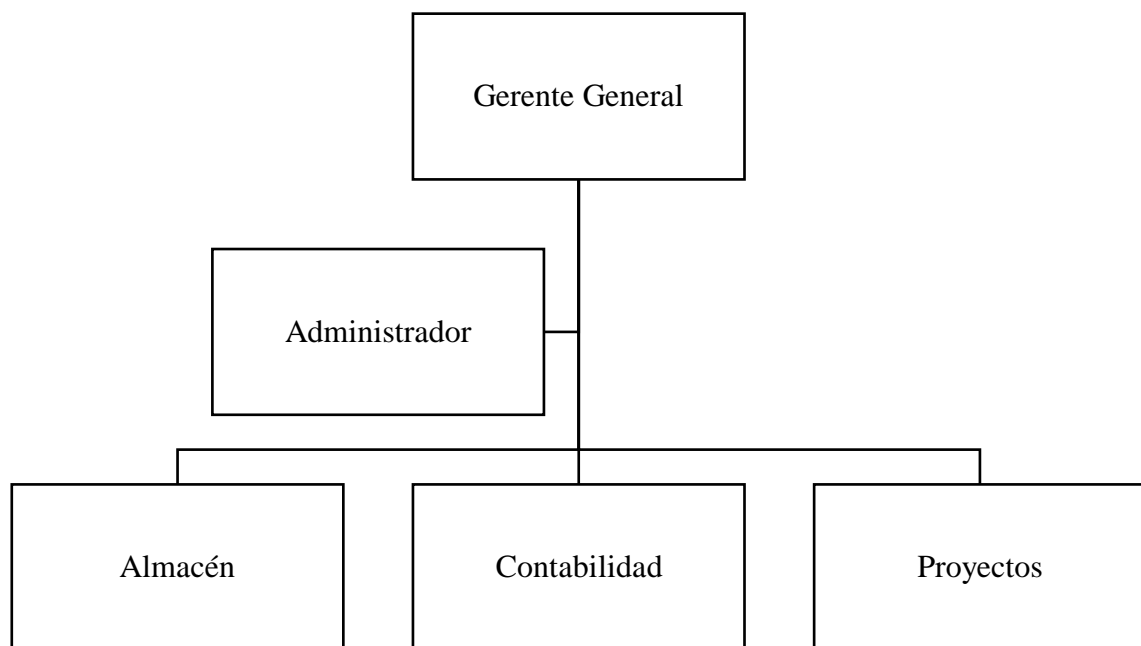 Gerente General
Administrador
Almacén
Contabilidad
Proyectos